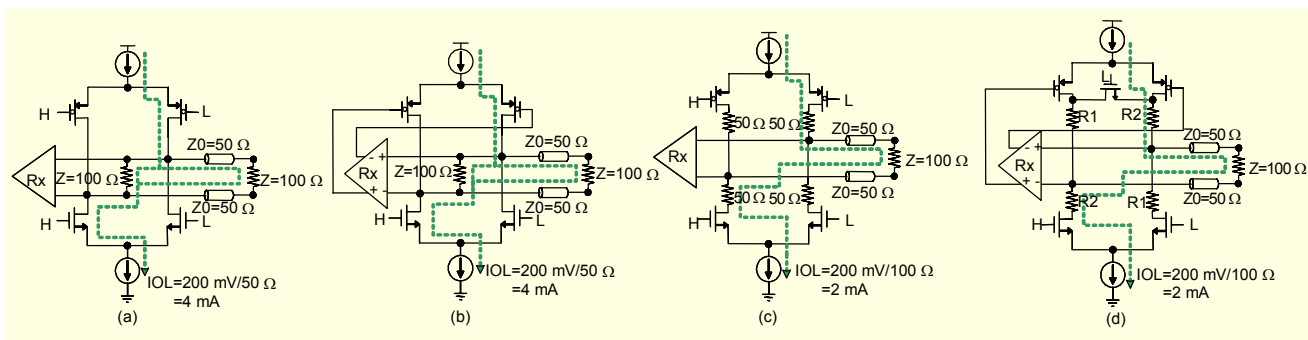 H
L
Rx
Z=100 Ω
Z0=50 Ω
Z=100 Ω
Z0=50 Ω
H
L
IOL=200 mV/50 Ω
=4 mA
(a)
Rx
- +
+ -
Z=100 Ω
Z0=50 Ω
Z=100 Ω
Z0=50 Ω
H
L
IOL=200 mV/50 Ω
=4 mA
(b)
H
L
50 Ω 50 Ω
Rx
Z0=50 Ω
Z=100 Ω
Z0=50 Ω
50 Ω 50 Ω
H
L
IOL=200 mV/100 Ω
=2 mA
(c)
L
R1
R2
Rx
- +
+ -
Z0=50 Ω
Z=100 Ω
Z0=50 Ω
R2
R1
H
L
IOL=200 mV/100 Ω
=2 mA
(d)